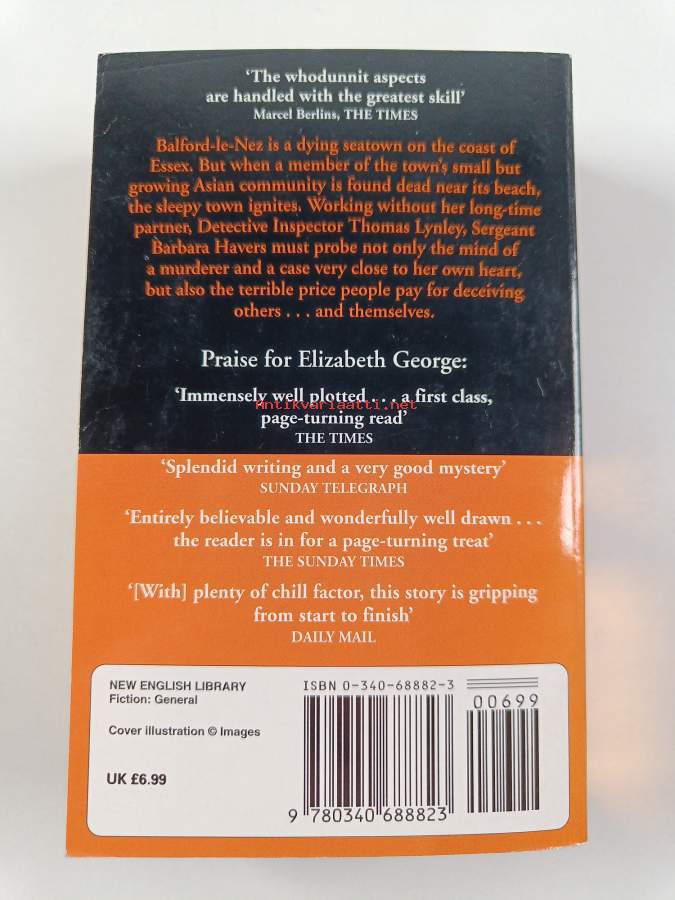 ‘The whodunnit aspects
are handled with the greatest skill’
Marcel Berlins, THE TIMES
Balford-le-Nez is a dying seatown on the coast of
Essex. But when a member of the town's small but
growing Asian community is found dead near its beach,
the sleepy town ignites. Working without her long-time
partner, Detective Inspector Thomas Lynley, Sergeant
Barbara Havers must probe not only the mind of
a murderer and a case very close to her own heart,
but also the terrible price people pay for deceiving
others . . . and themselves.
Praise for Elizabeth George:
‘Immensely well plotted . . . a first class,
Antikvariaatti.net
page-turning read’
THE TIMES
‘Splendid writing and a very good mystery’
SUNDAY TELEGRAPH
‘Entirely believable and wonderfully well drawn . . .
the reader is in for a page-turning treat’
THE SUNDAY TIMES
‘[With] plenty of chill factor, this story is gripping
from start to finish’
DAILY MAIL
NEW ENGLISH LIBRARY
Fiction: General
Cover illustration © Images
UK £6.99
ISBN 0-340-68882-3
00699
9 780340 688823